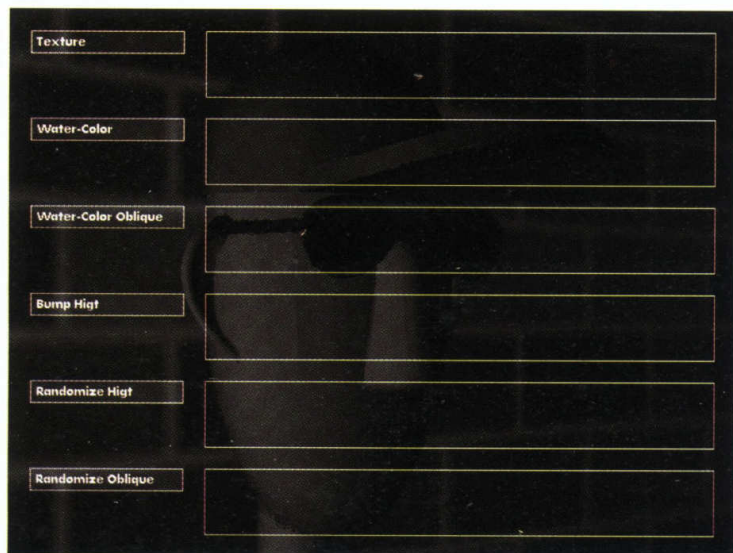 Texture
Water-Color
Water-Color Oblique
Bump Higt
Randomize Higt
Randomize Oblique